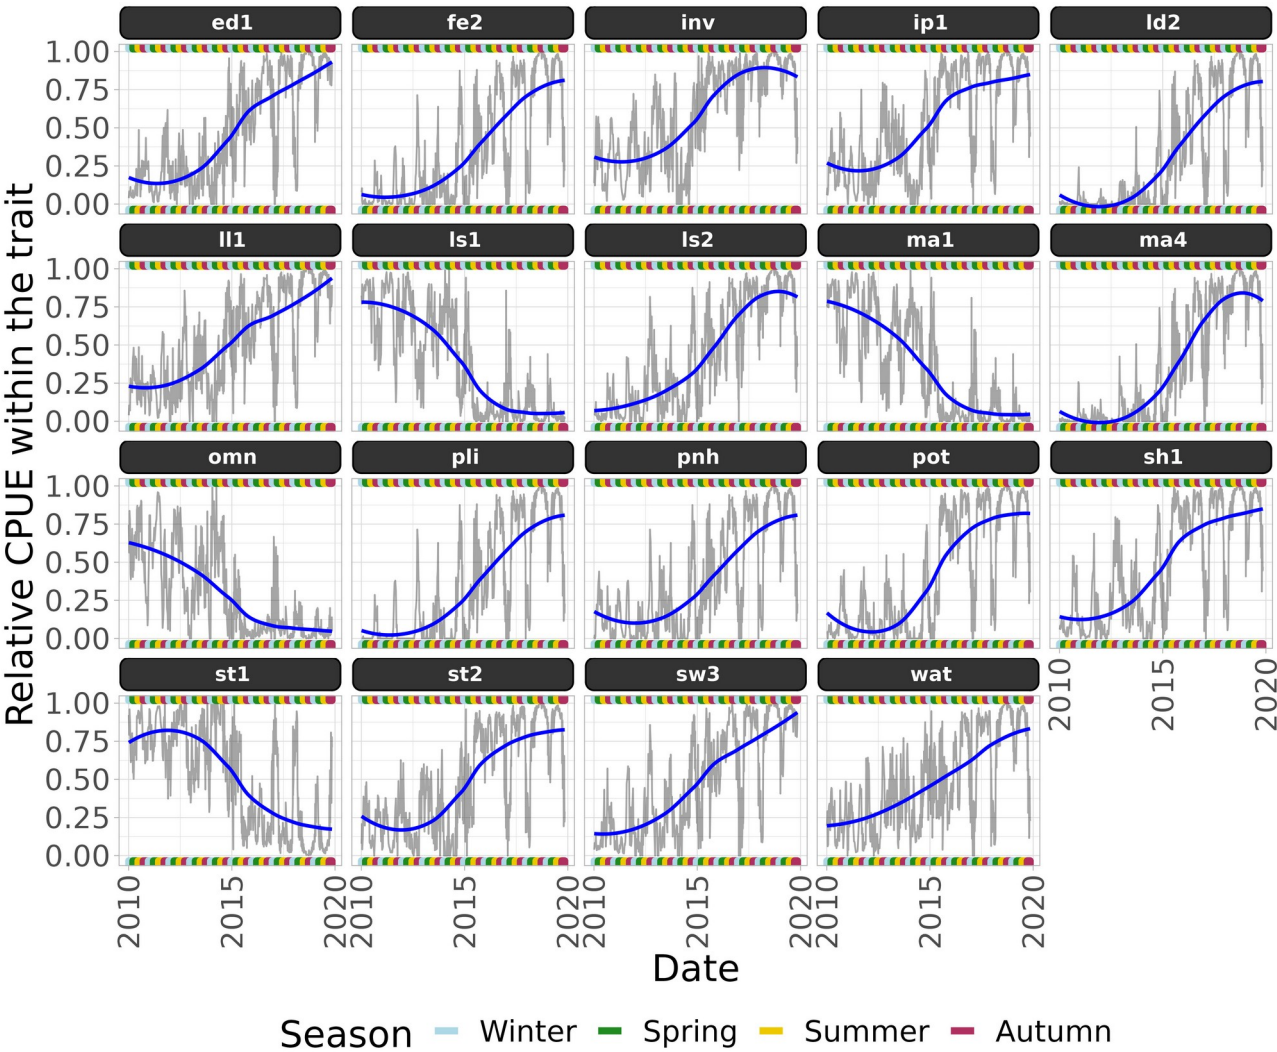 ed1 fe2 inv ip1 ld2
1.00
0.75
0.50
0.25
0.00
ll1 ls1 ls2 ma1 ma4
1.00
0.75
0.50
0.25
0.00
omn pli pnh pot sh1
1.00
0.75
0.50
0.25
0.00
st1 st2 sw3 wat
1.00
0.75
0.50
0.25
0.00
2010 2015 2020
2010 2015 2020
2010 2015 2020
2010 2015 2020
2010 2015 2020
Relative CPUE within the trait
Date
Season Winter Spring Summer Autumn